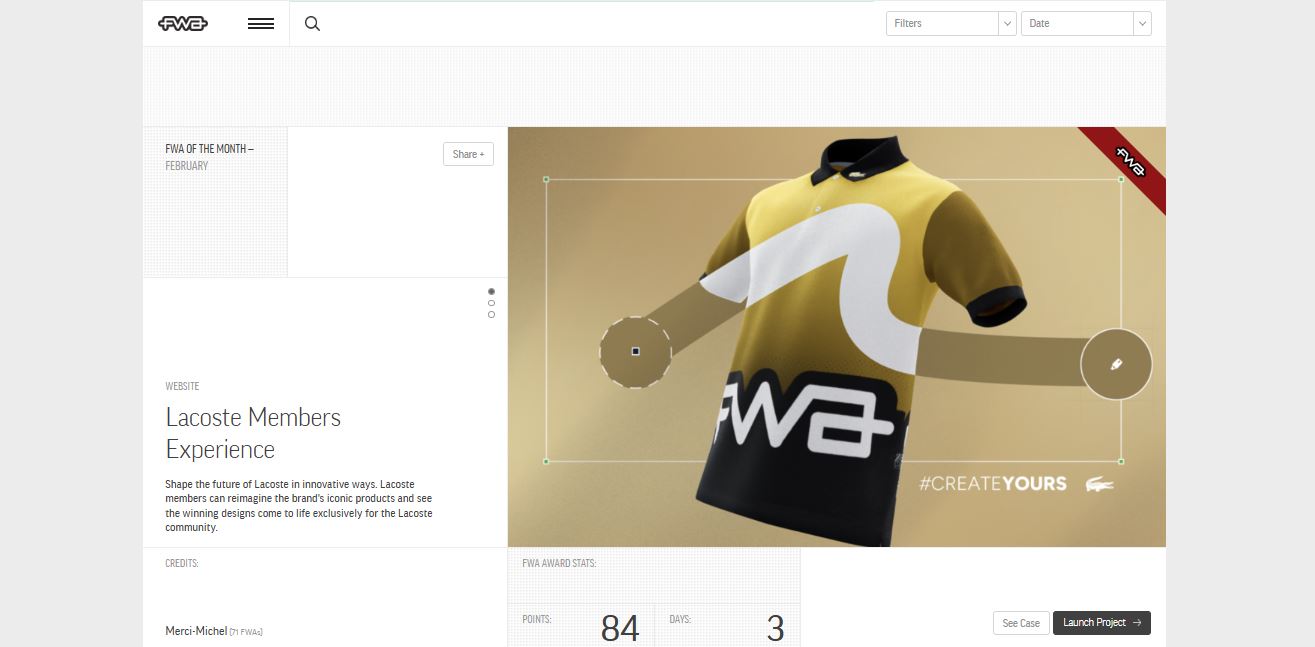 FWA
Filters
Date
FWA OF THE MONTH –
FEBRUARY
Share +
FWA
WEBSITE
Lacoste Members
Experience
Shape the future of Lacoste in innovative ways. Lacoste
members can reimagine the brand's iconic products and see
the winning designs come to life exclusively for the Lacoste
community.
FWA
#CREATEYOURS
CREDITS:
Merci-Michel [71 FWAs]
FWA AWARD STATS:
POINTS:
84
DAYS:
3
See Case
Launch Project →